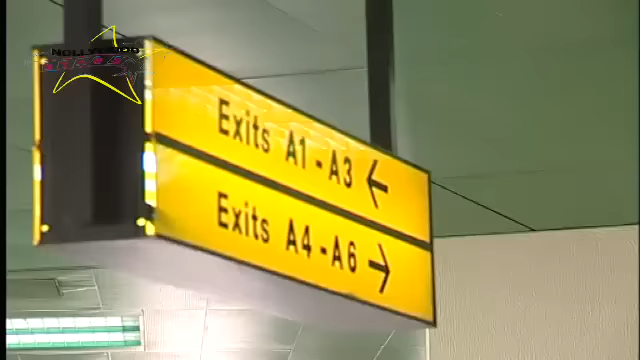 Exits A1-A3 ←
Exits A4-A6 →